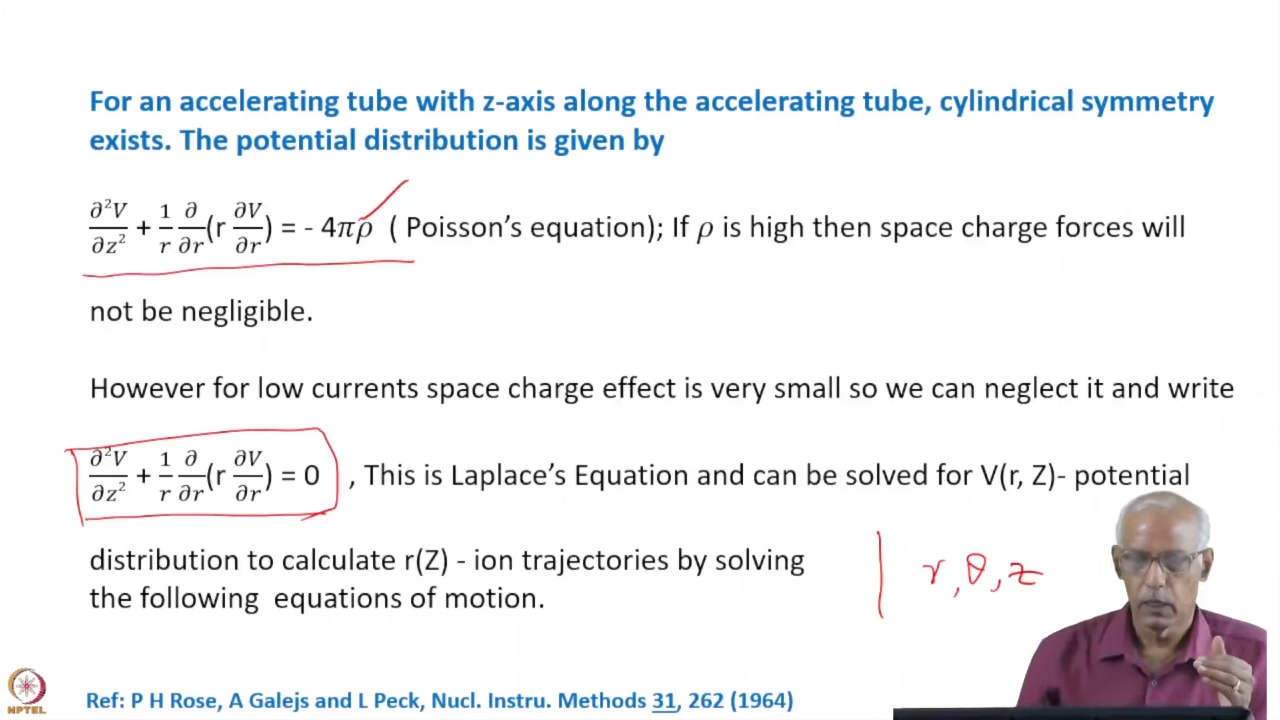 For an accelerating tube with z-axis along the accelerating tube, cylindrical symmetry
exists. The potential distribution is given by
∂²V/∂z² + 1/r ∂/∂r (r ∂V/∂r) = - 4πρ ( Poisson's equation); If ρ is high then space charge forces will
not be negligible.
However for low currents space charge effect is very small so we can neglect it and write
∂²V/∂z² + 1/r ∂/∂r (r ∂V/∂r) = 0 , This is Laplace's Equation and can be solved for V(r, Z)- potential
distribution to calculate r(Z) - ion trajectories by solving
the following equations of motion.
r, θ, z
Ref: P H Rose, A Galejs and L Peck, Nucl. Instru. Methods 31, 262 (1964)
NPTEL